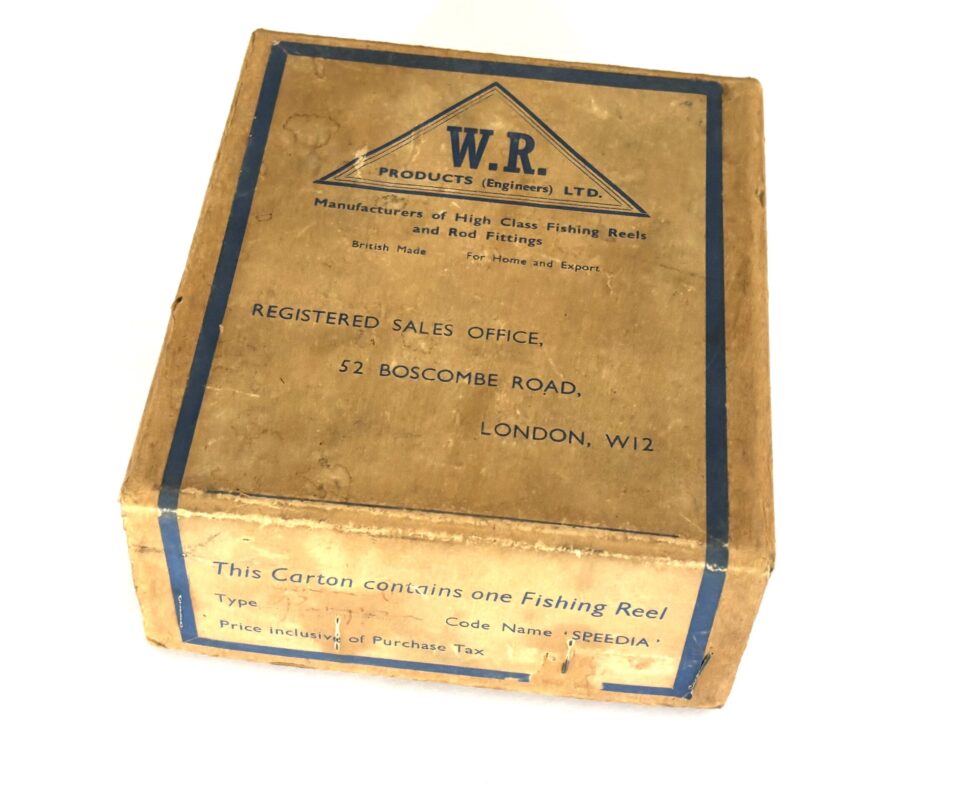 W.R.
PRODUCTS (Engineers) LTD.
Manufacturers of High Class Fishing Reels
and Rod Fittings
British Made For Home and Export
REGISTERED SALES OFFICE,
52 BOSCOMBE ROAD,
LONDON, W12
This Carton contains one Fishing Reel
Type
Code Name 'SPEEDIA'
Price inclusive of Purchase Tax